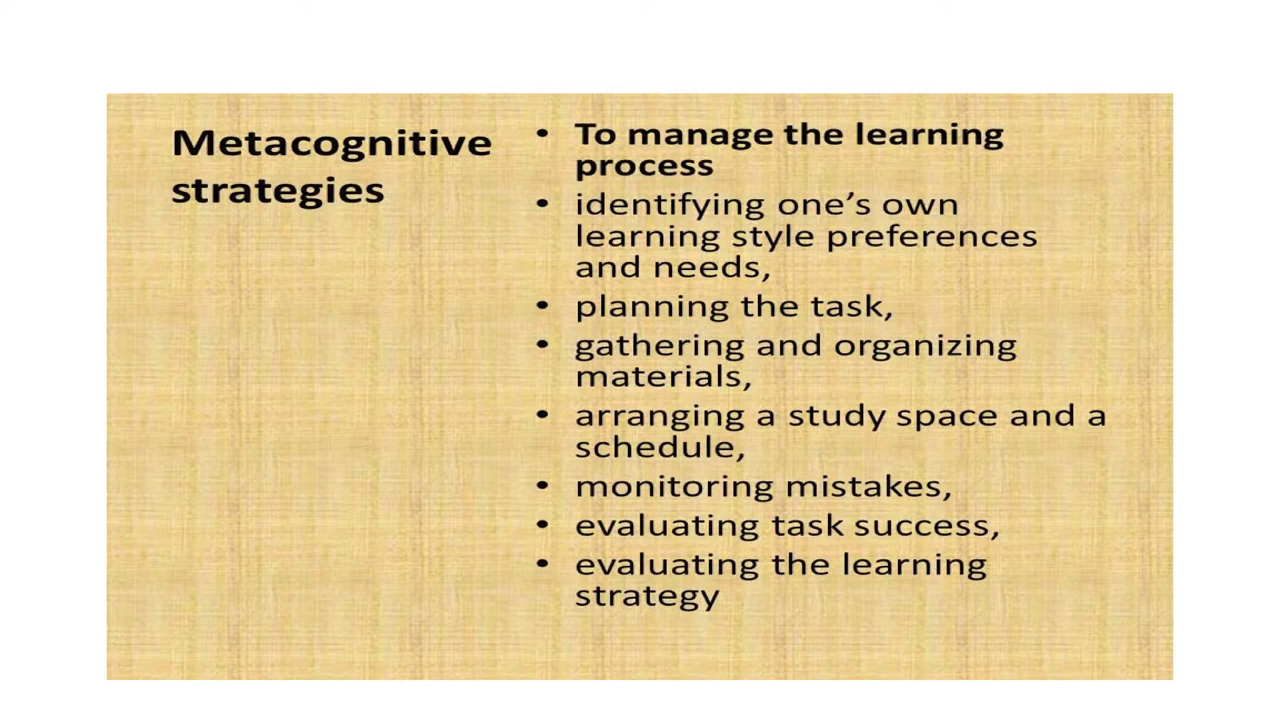 Metacognitive
strategies
• To manage the learning
process
• identifying one’s own
learning style preferences
and needs,
• planning the task,
• gathering and organizing
materials,
• arranging a study space and a
schedule,
• monitoring mistakes,
• evaluating task success,
• evaluating the learning
strategy